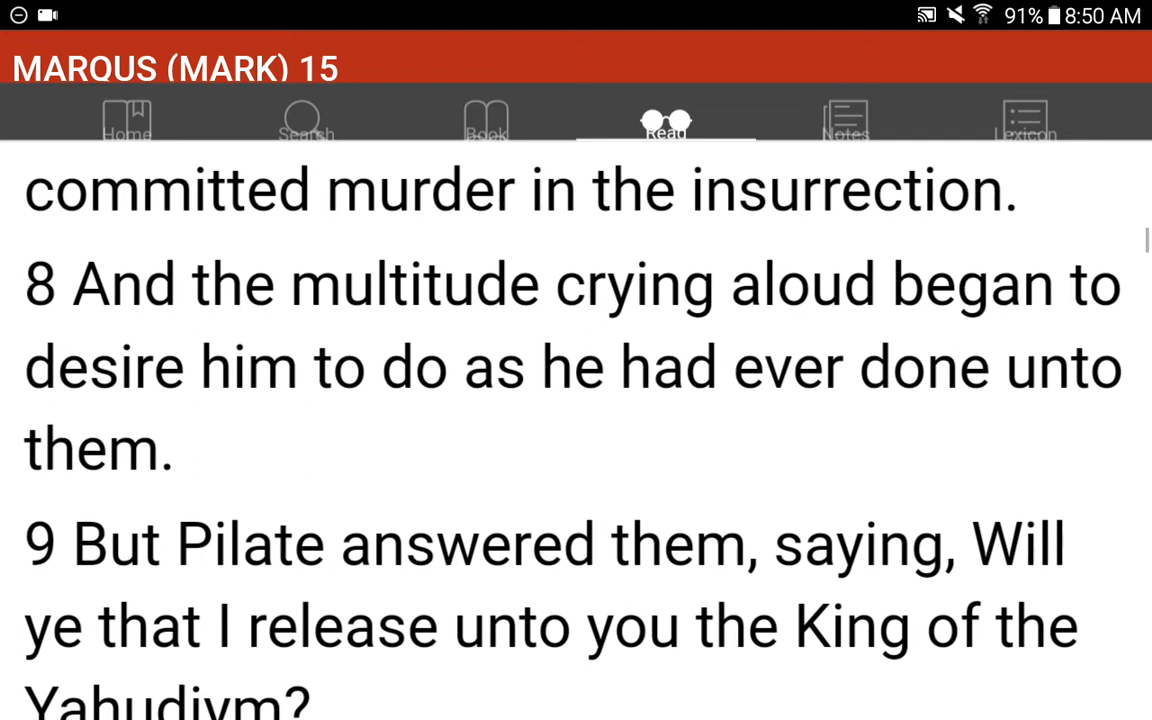 91% 8:50 AM
MARQUS (MARK) 15
Home Search Book Read Notes Lexicon
committed murder in the insurrection.
8 And the multitude crying aloud began to
desire him to do as he had ever done unto
them.
9 But Pilate answered them, saying, Will
ye that I release unto you the King of the
Yahudiym?